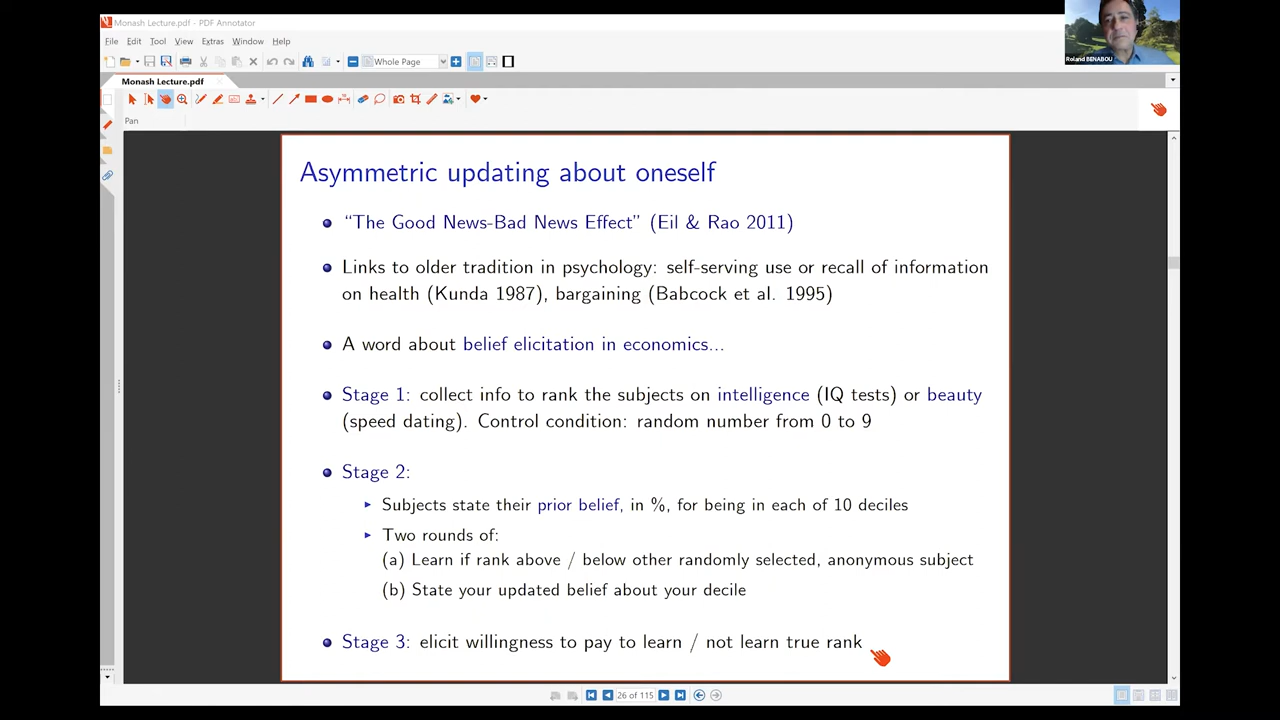 Monash Lecture.pdf - PDF Annotator
Roland BENABOU
File Edit Tool View Extras Window Help
Whole Page
Monash Lecture.pdf
Pan
Asymmetric updating about oneself
“The Good News-Bad News Effect” (Eil & Rao 2011)
Links to older tradition in psychology: self-serving use or recall of information
on health (Kunda 1987), bargaining (Babcock et al. 1995)
A word about belief elicitation in economics...
Stage 1: collect info to rank the subjects on intelligence (IQ tests) or beauty
(speed dating). Control condition: random number from 0 to 9
Stage 2:
Subjects state their prior belief, in %, for being in each of 10 deciles
Two rounds of:
(a) Learn if rank above / below other randomly selected, anonymous subject
(b) State your updated belief about your decile
Stage 3: elicit willingness to pay to learn / not learn true rank
26 of 115